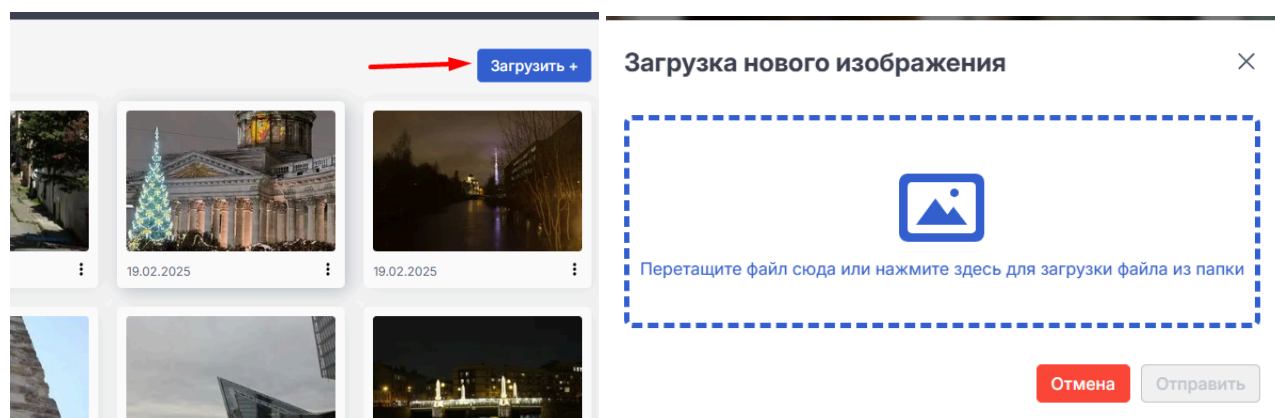 Загрузить +
19.02.2025
19.02.2025
Загрузка нового изображения
Перетащите файл сюда или нажмите здесь для загрузки файла из папки
Отмена
Отправить